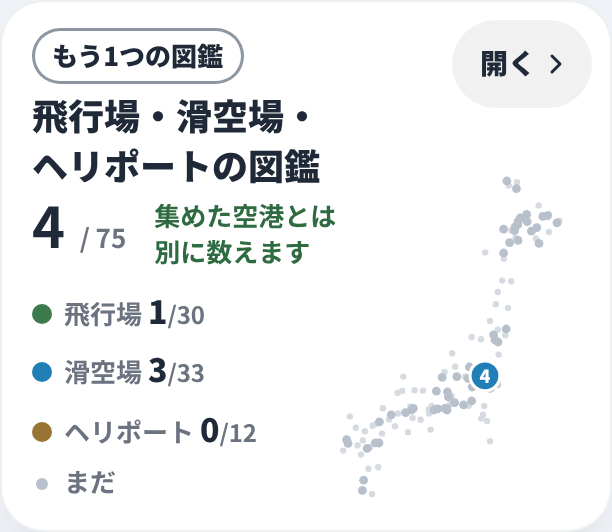 もう1つの図鑑
開く
飛行場・滑空場・
ヘリポートの図鑑
4 / 75
集めた空港とは
別に数えます
飛行場 1/30
滑空場 3/33
ヘリポート 0/12
まだ
4